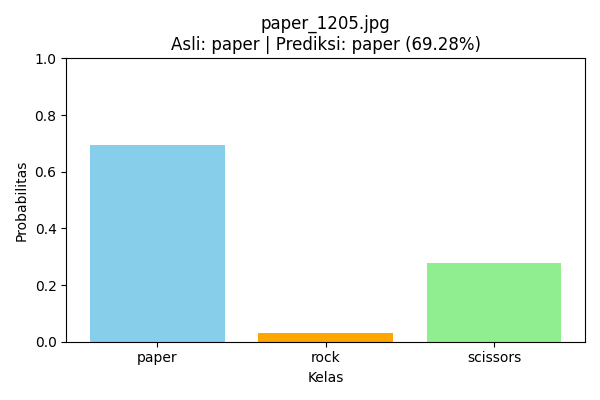 paper_1205.jpg
Asli: paper | Prediksi: paper (69.28%)
1.0
0.8
0.6
0.4
0.2
0.0
Probabilitas
paper rock scissors
Kelas